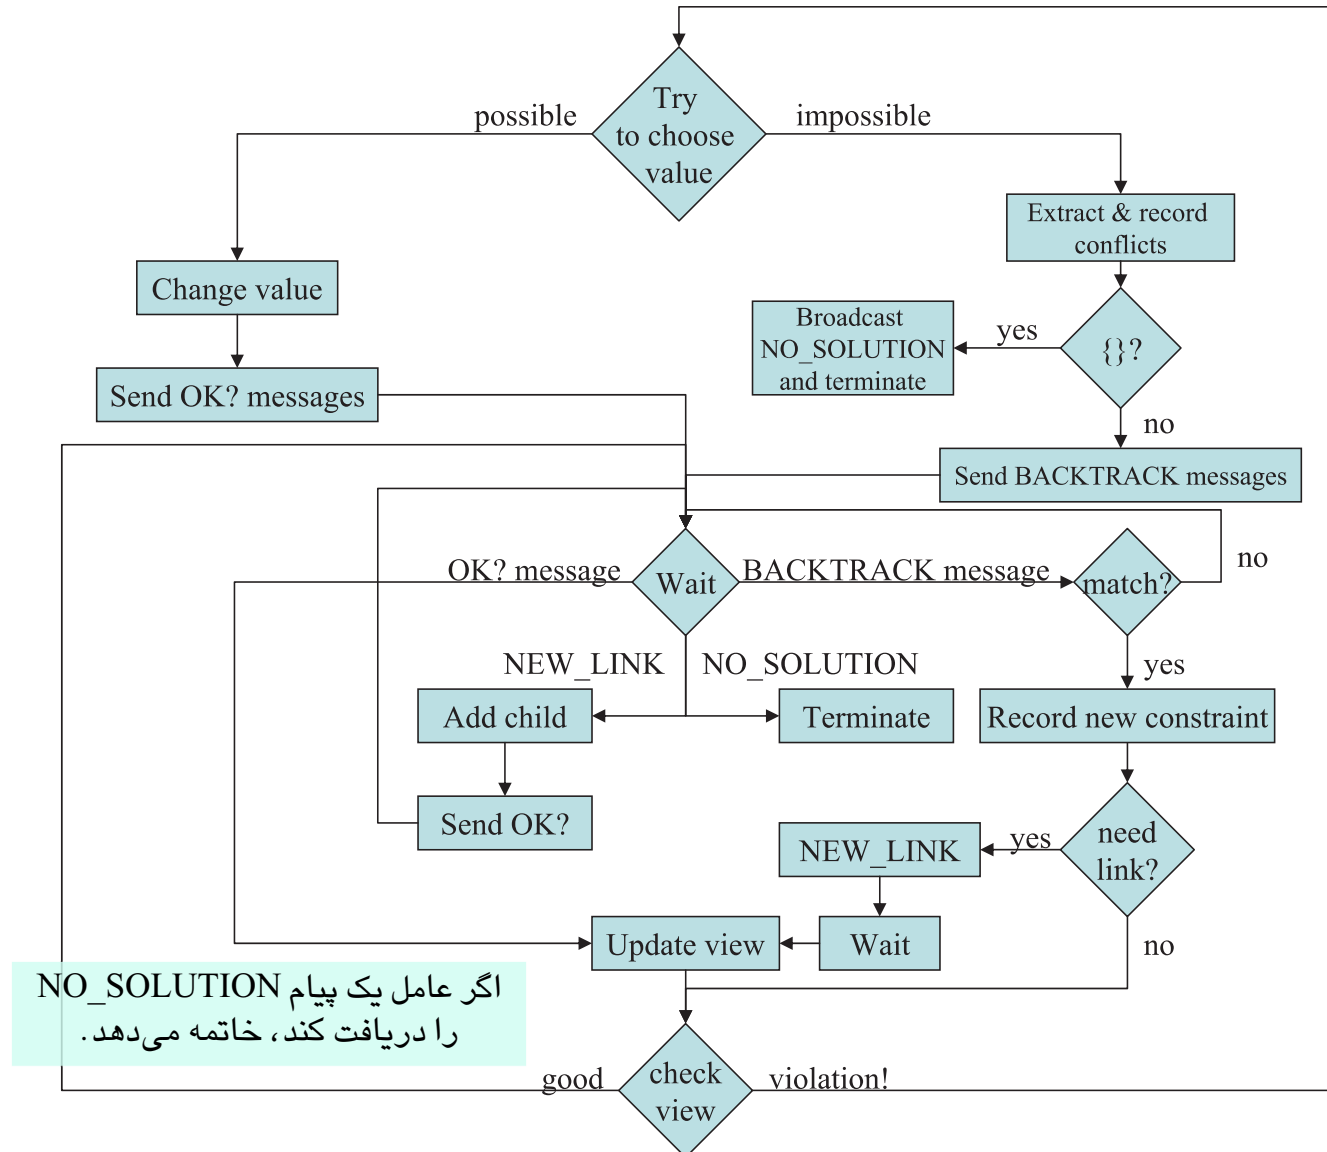 Try
to choose
value
possible
impossible
Extract & record
conflicts
Change value
Broadcast
NO_SOLUTION
and terminate
yes
{}?
Send OK? messages
no
Send BACKTRACK messages
OK? message
Wait
BACKTRACK message
match?
no
NEW_LINK
NO_SOLUTION
yes
Add child
Terminate
Record new constraint
Send OK?
NEW_LINK
yes
need
link?
Update view
Wait
no
اگر عامل یک پیام NO_SOLUTION
را دریافت کند، خاتمه می‌دهد.
good
check
view
violation!